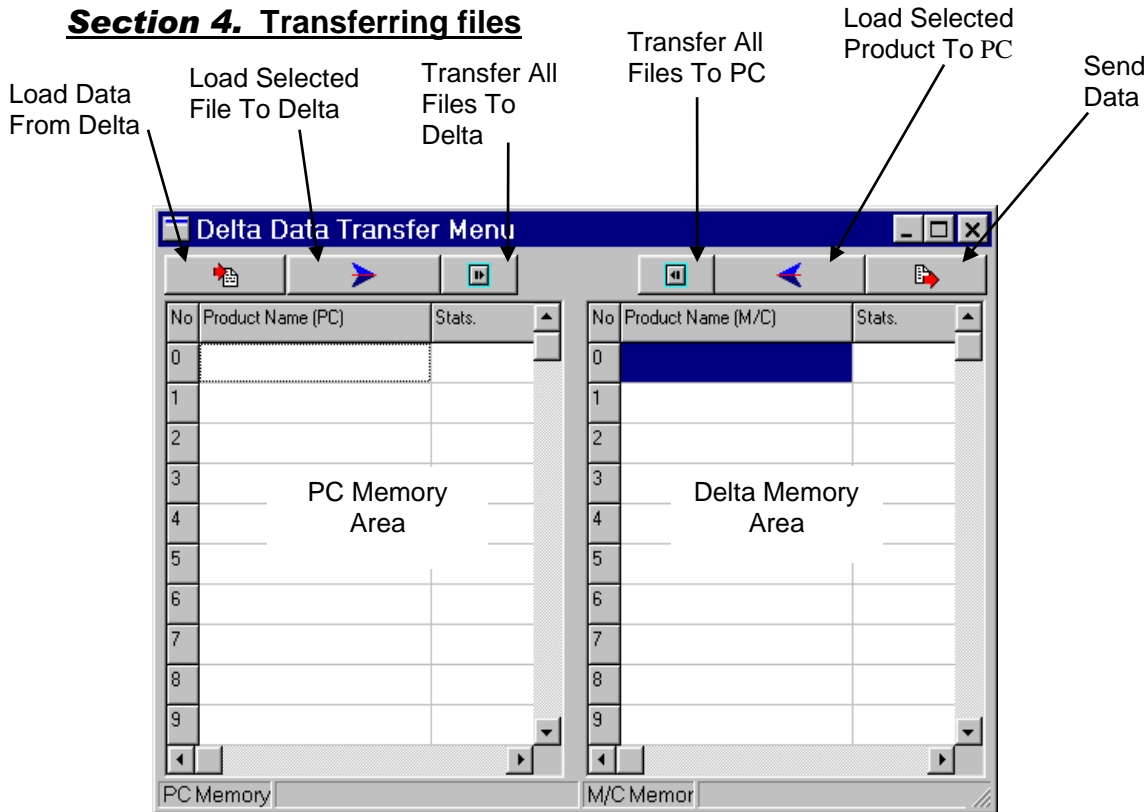 Section 4. Transferring files
Load Data
From Delta
Load Selected
File To Delta
Transfer All
Files To
Delta
Transfer All
Files To PC
Load Selected
Product To PC
Send
Data
Delta Data Transfer Menu
No Product Name (PC) Stats.
0
1
2
3
4
5
6
7
8
9
PC Memory
Area
No Product Name (M/C) Stats.
0
1
2
3
4
5
6
7
8
9
Delta Memory
Area
PC Memory
M/C Memor